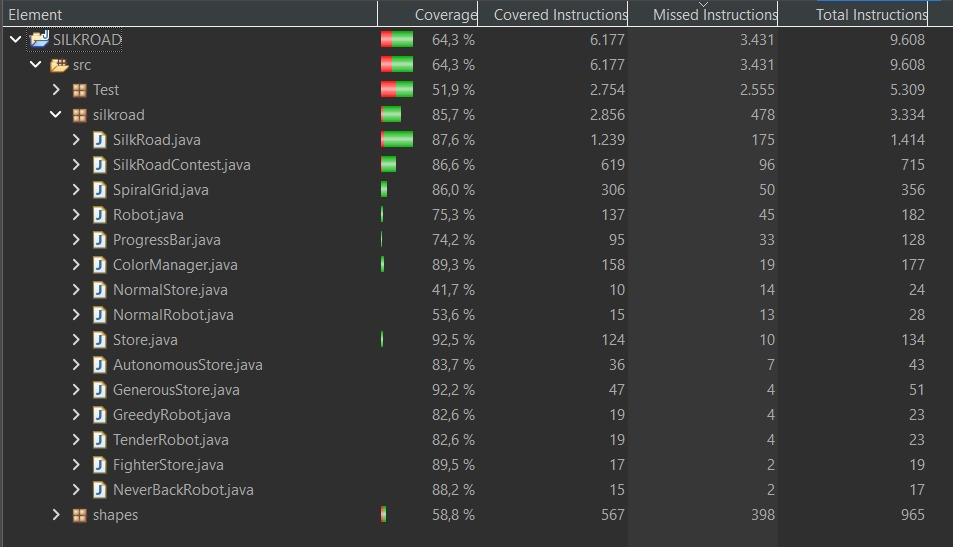 Element Coverage Covered Instructions Missed Instructions Total Instructions
SILKROAD 64,3 % 6.177 3.431 9.608
src 64,3 % 6.177 3.431 9.608
Test 51,9 % 2.754 2.555 5.309
silkroad 85,7 % 2.856 478 3.334
SilkRoad.java 87,6 % 1.239 175 1.414
SilkRoadContest.java 86,6 % 619 96 715
SpiralGrid.java 86,0 % 306 50 356
Robot.java 75,3 % 137 45 182
ProgressBar.java 74,2 % 95 33 128
ColorManager.java 89,3 % 158 19 177
NormalStore.java 41,7 % 10 14 24
NormalRobot.java 53,6 % 15 13 28
Store.java 92,5 % 124 10 134
AutonomousStore.java 83,7 % 36 7 43
GenerousStore.java 92,2 % 47 4 51
GreedyRobot.java 82,6 % 19 4 23
TenderRobot.java 82,6 % 19 4 23
FighterStore.java 89,5 % 17 2 19
NeverBackRobot.java 88,2 % 15 2 17
shapes 58,8 % 567 398 965